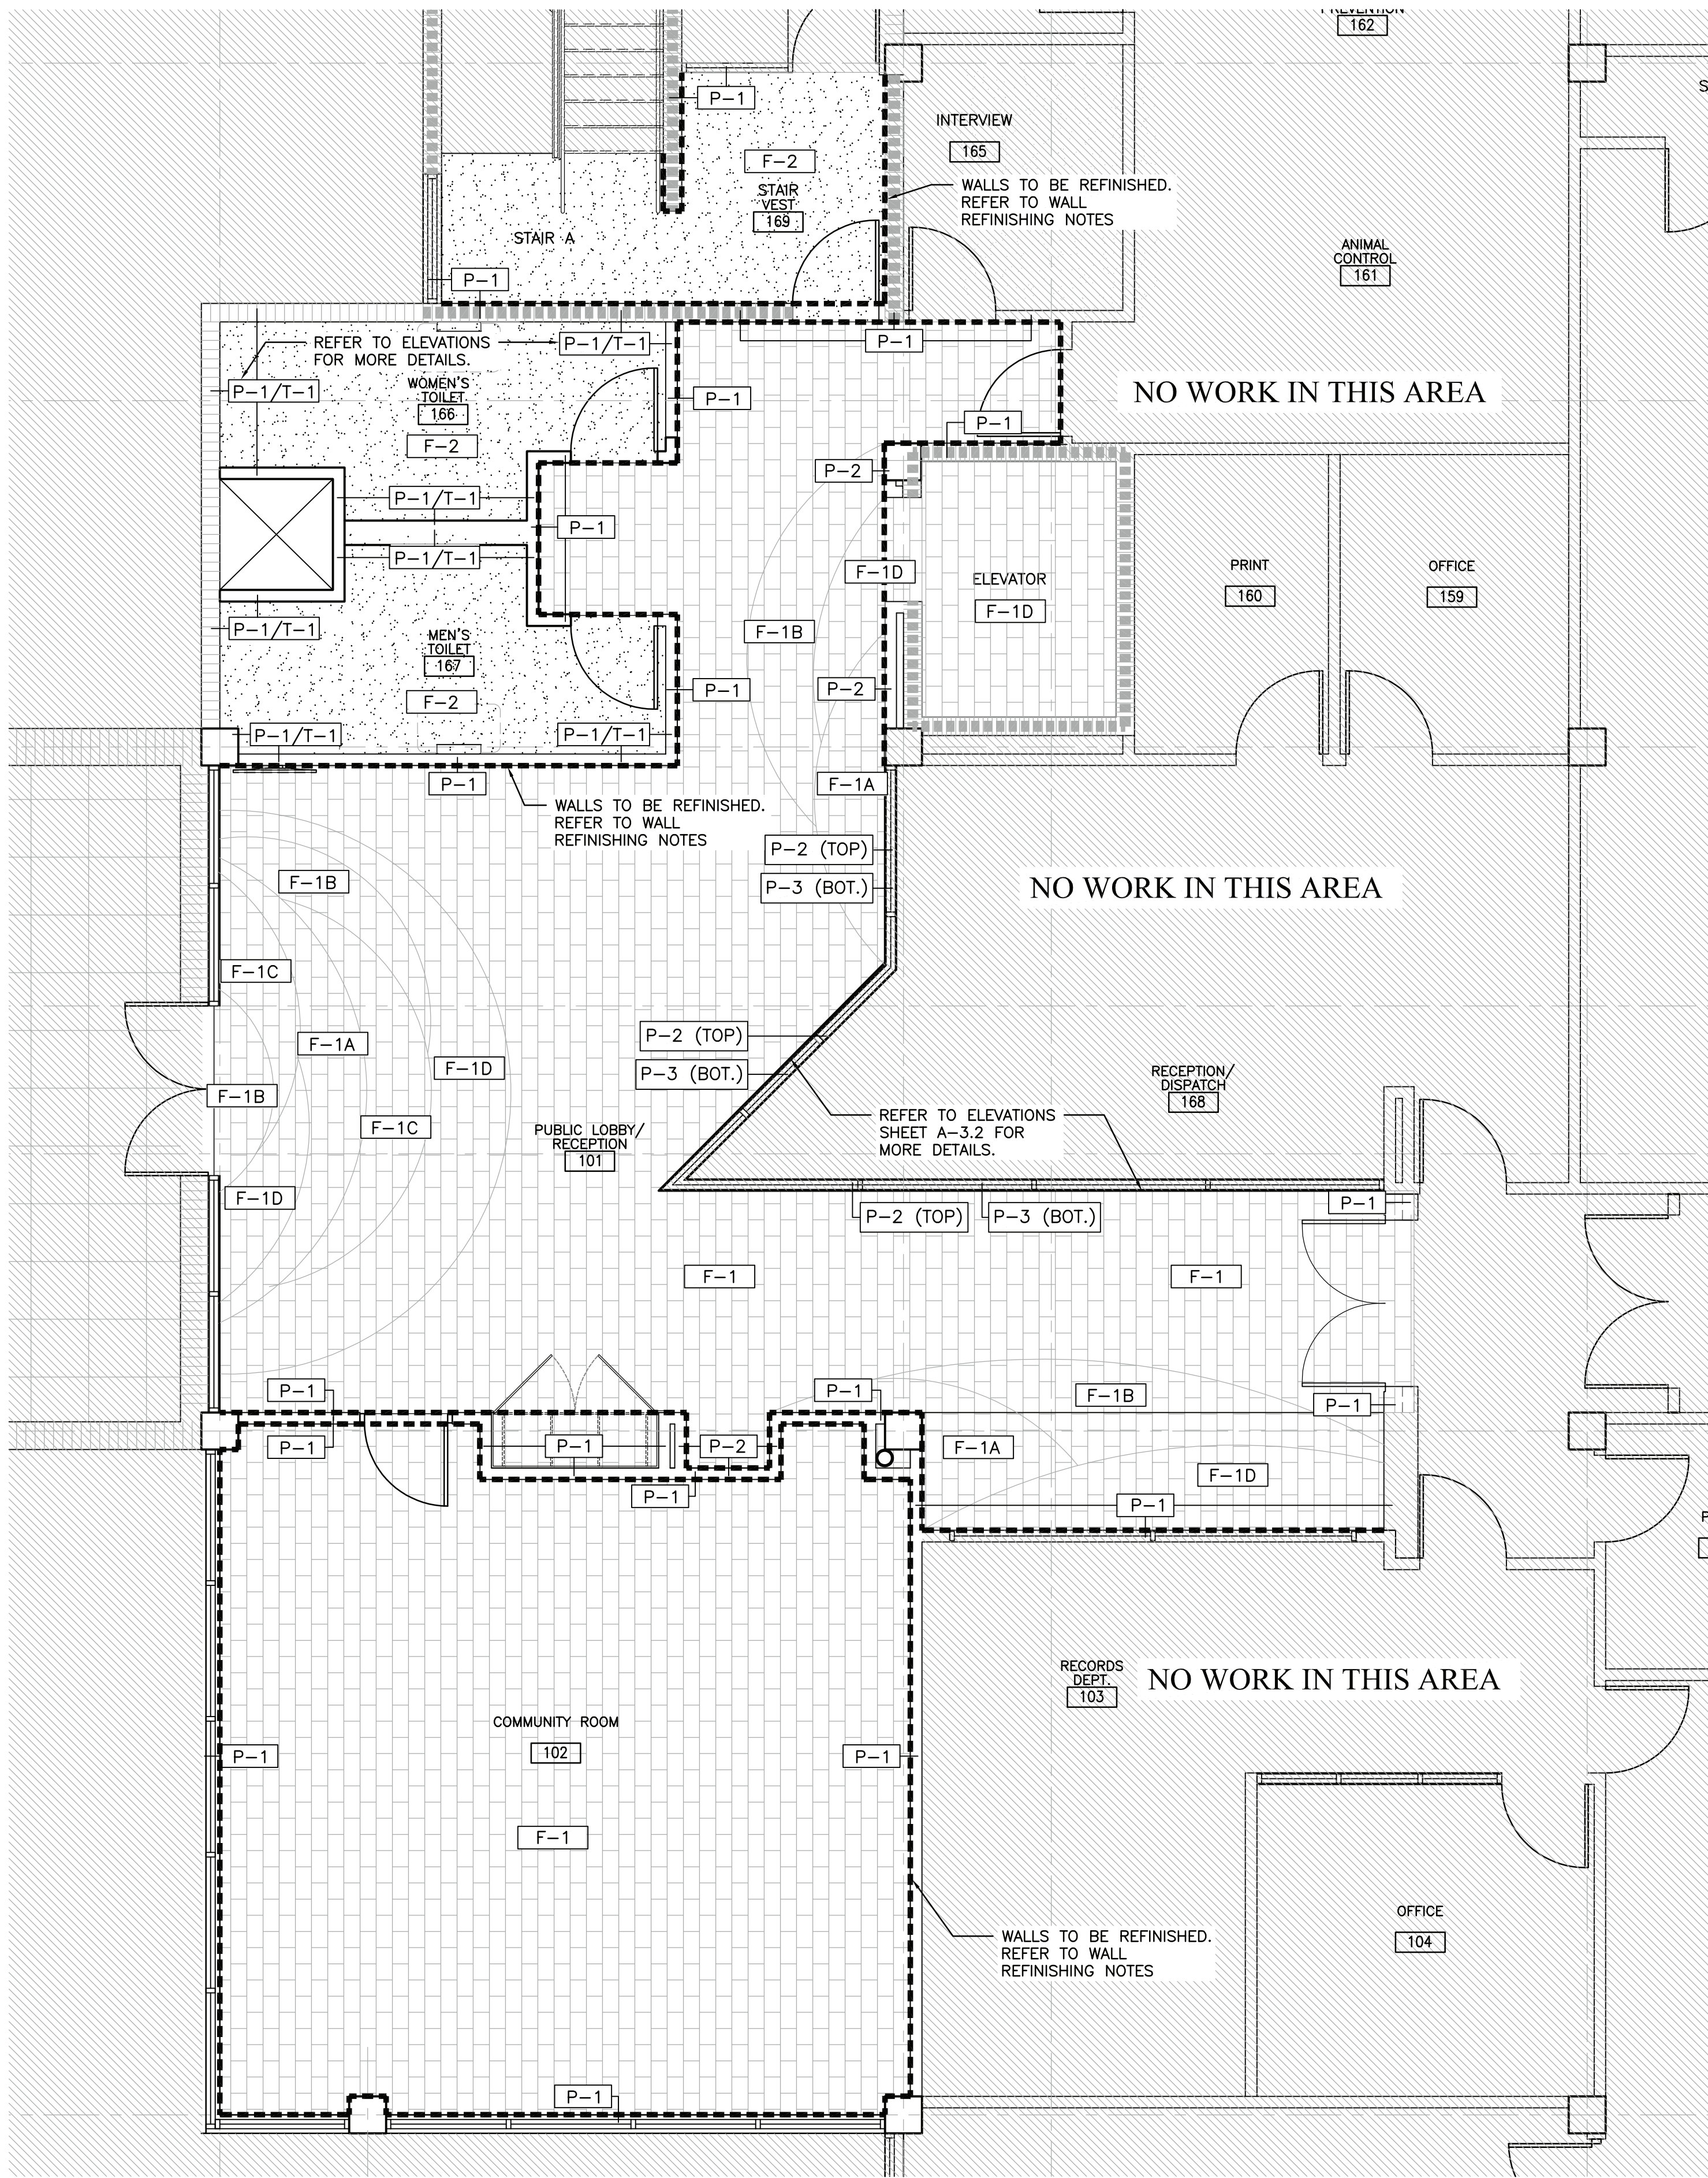 PREVENTION
162
P-1
INTERVIEW
165
F-2
STAIR
VEST
169
WALLS TO BE REFINISHED.
REFER TO WALL
REFINISHING NOTES
STAIR A
ANIMAL
CONTROL
161
P-1
REFER TO ELEVATIONS
FOR MORE DETAILS.
P-1/T-1
P-1
P-1/T-1
WOMEN'S
TOILET
166
F-2
P-1
P-1
NO WORK IN THIS AREA
P-2
P-1/T-1
P-1
P-1/T-1
F-1D
ELEVATOR
F-1D
PRINT
160
OFFICE
159
P-1/T-1
MEN'S
TOILET
167
F-1B
F-2
P-1
P-2
P-1/T-1
P-1/T-1
P-1
F-1A
WALLS TO BE REFINISHED.
REFER TO WALL
REFINISHING NOTES
P-2 (TOP)
P-3 (BOT.)
NO WORK IN THIS AREA
F-1B
F-1C
F-1A
F-1D
F-1B
F-1C
F-1D
P-2 (TOP)
P-3 (BOT.)
RECEPTION/
DISPATCH
168
REFER TO ELEVATIONS
SHEET A-3.2 FOR
MORE DETAILS.
PUBLIC LOBBY/
RECEPTION
101
P-1
P-2 (TOP)
P-3 (BOT.)
F-1
F-1
P-1
P-1
F-1B
P-1
P-1
P-1
P-2
F-1A
F-1D
P-1
P-1
RECORDS
DEPT.
103
NO WORK IN THIS AREA
COMMUNITY ROOM
102
P-1
P-1
F-1
OFFICE
104
WALLS TO BE REFINISHED.
REFER TO WALL
REFINISHING NOTES
P-1